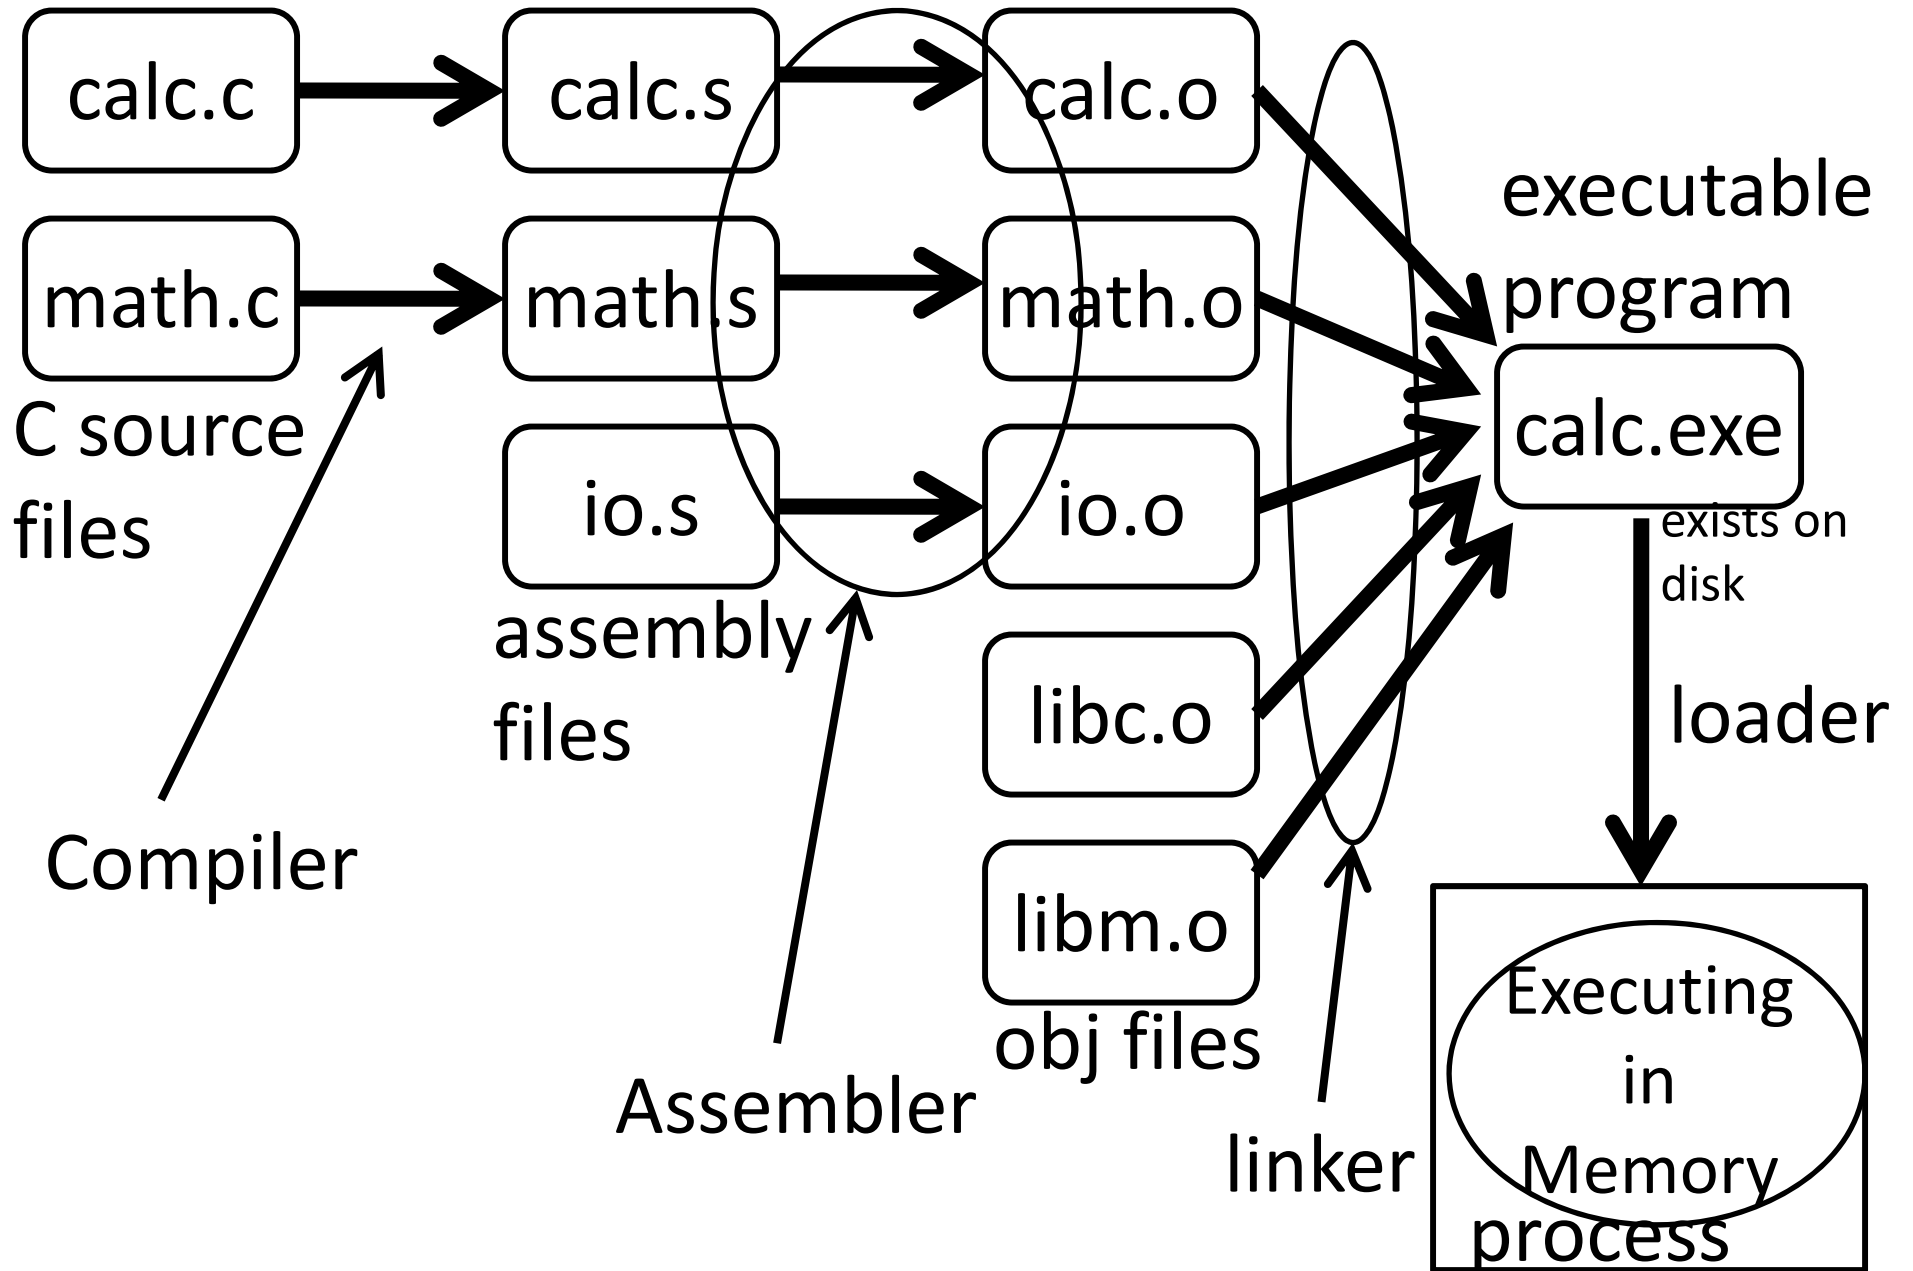 calc.c
calc.s
calc.o
math.c
math.s
math.o
C source
files
io.s
io.o
assembly
files
libc.o
libm.o
obj files
executable
program
calc.exe
exists on
disk
loader
Compiler
Assembler
linker
Executing
in
Memory
process